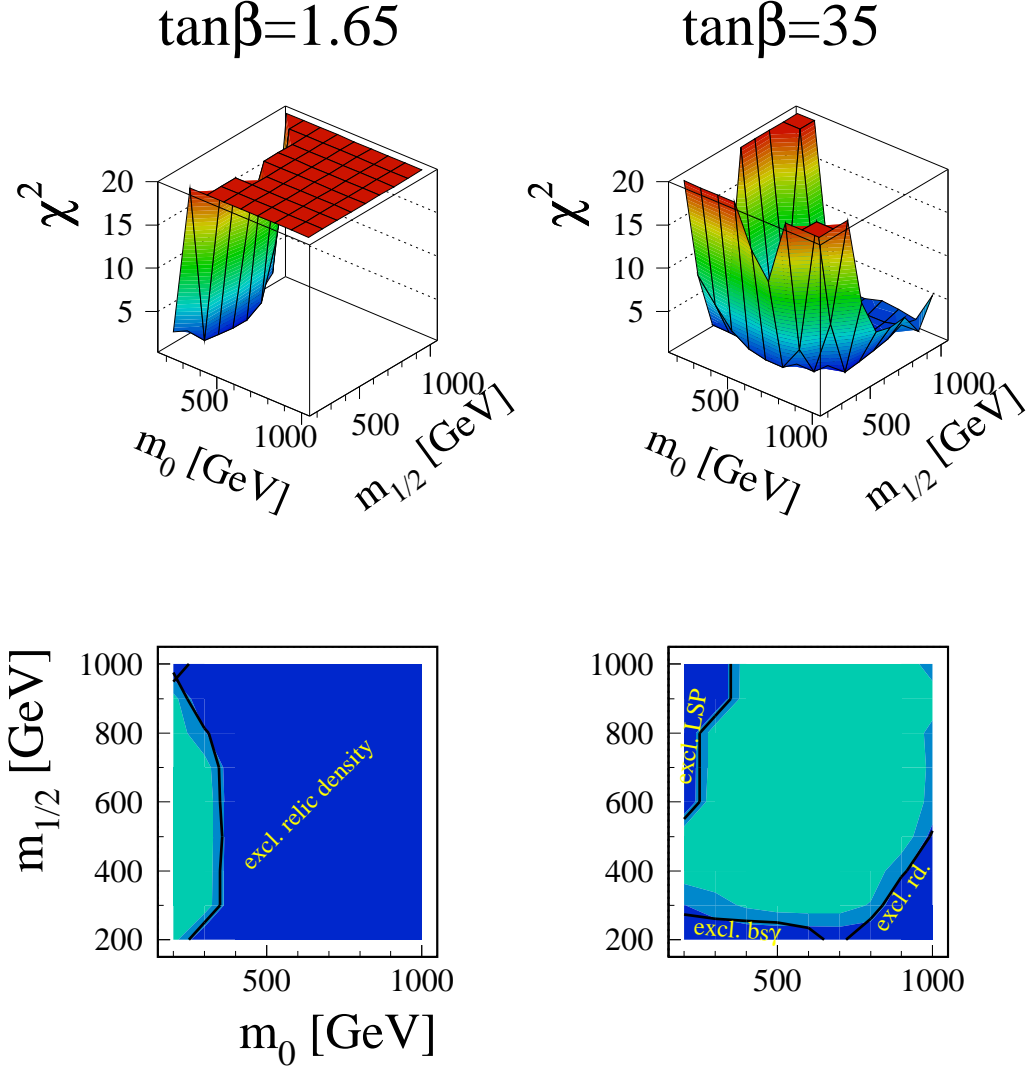 tanβ=1.65
tanβ=35
χ²
20
15
10
5
500
1000
m₀ [GeV]
500
1000
m₁/₂ [GeV]
χ²
20
15
10
5
500
1000
m₀ [GeV]
500
1000
m₁/₂ [GeV]
m₁/₂ [GeV]
1000
800
600
400
200
excl. relic density
500
1000
m₀ [GeV]
1000
800
600
400
200
excl. LSP
excl. bsγ
excl. rd.
500
1000